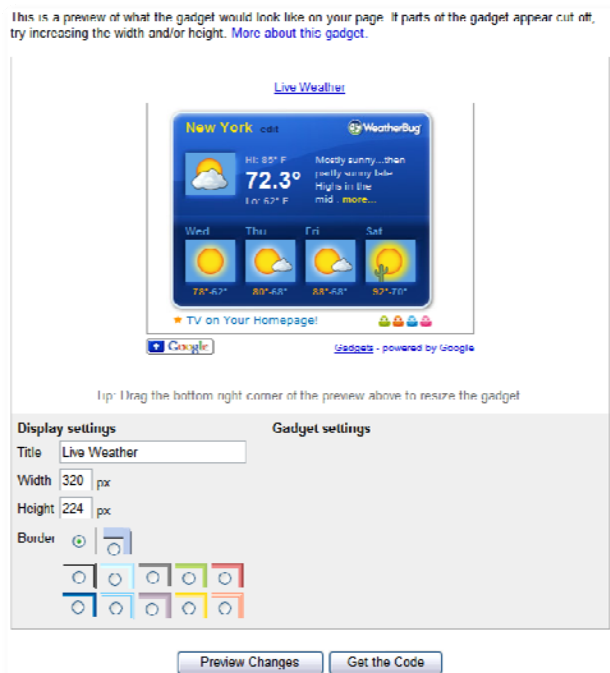 This is a preview of what the gadget would look like on your page. If parts of the gadget appear cut off,
try increasing the width and/or height. More about this gadget.
Live Weather
New York edit WeatherBug
Hi: 85° F
72.3°
Lo: 62° F
Mostly sunny...then
partly sunny late
Highs in the
mid . more...
Wed Thu Fri Sat
78°-62° 80°-68° 88°-68° 92°-70°
TV on Your Homepage!
Google Gadgets - powered by Google
Tip: Drag the bottom right corner of the preview above to resize the gadget
Display settings Gadget settings
Title Live Weather
Width 320 px
Height 224 px
Border
Preview Changes Get the Code